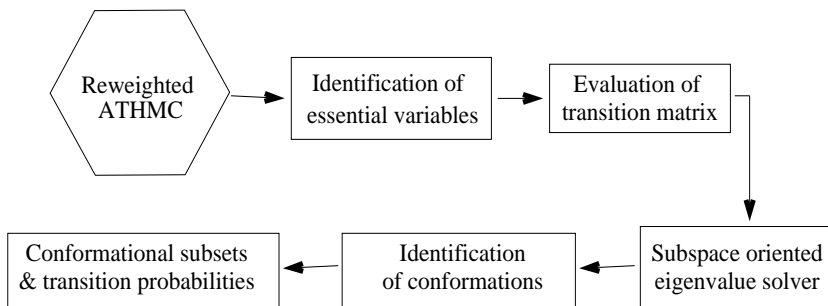 Reweighted
ATHMC
Identification of
essential variables
Evaluation of
transition matrix
Conformational subsets
& transition probabilities
Identification
of conformations
Subspace oriented
eigenvalue solver